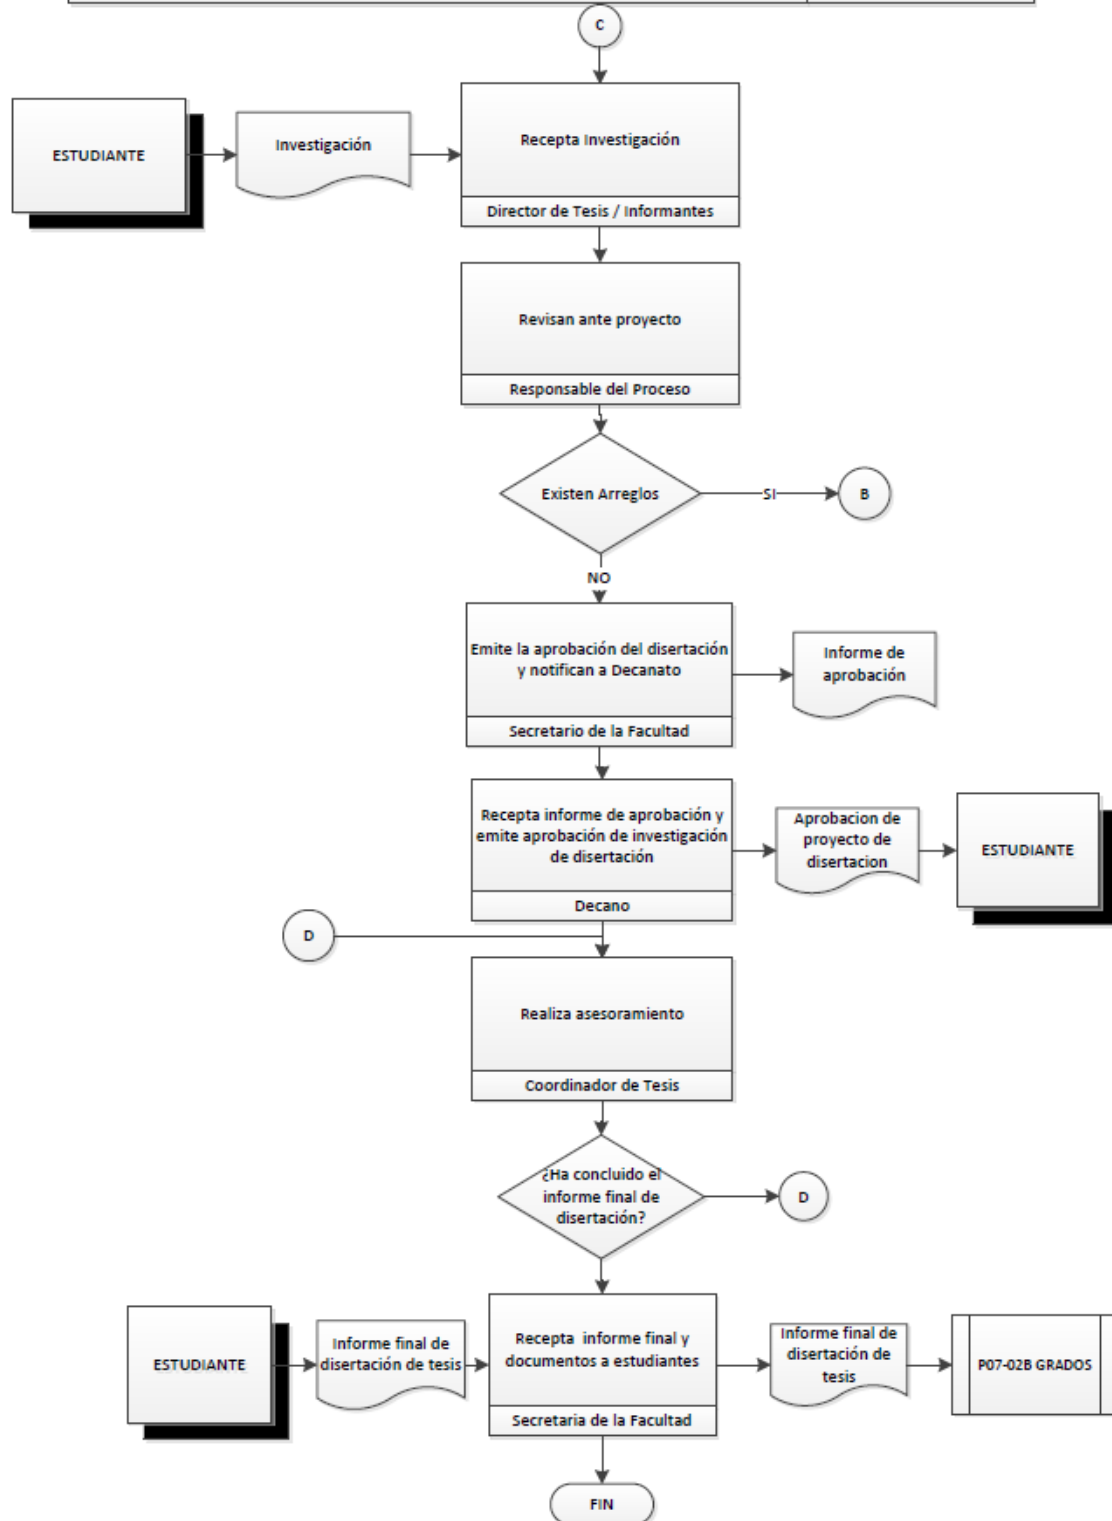 C
ESTUDIANTE
Investigación
Recepta Investigación
Director de Tesis / Informantes
Revisan ante proyecto
Responsable del Proceso
Existen Arreglos
SI
B
NO
Emite la aprobación del disertación
y notifican a Decanato
Secretario de la Facultad
Informe de
aprobación
Recepta informe de aprobación y
emite aprobación de investigación
de disertación
Decano
Aprobacion de
proyecto de
disertacion
ESTUDIANTE
D
Realiza asesoramiento
Coordinador de Tesis
¿Ha concluido el
informe final de
disertación?
D
ESTUDIANTE
Informe final de
disertación de tesis
Recepta informe final y
documentos a estudiantes
Secretaria de la Facultad
Informe final de
disertación de
tesis
P07-02B GRADOS
FIN